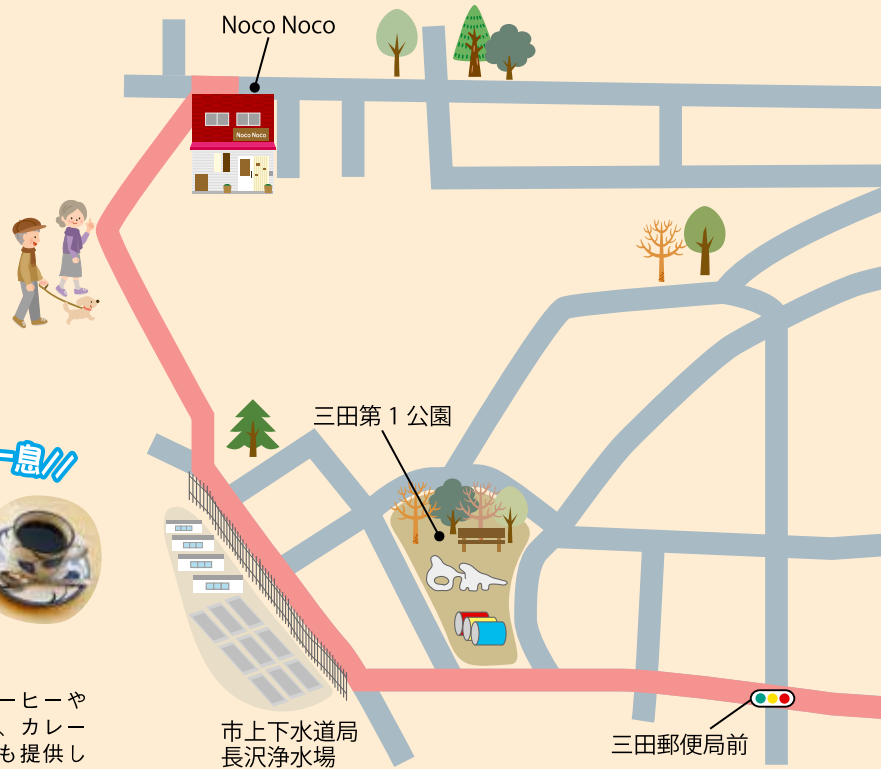 Noco Noco
Noco Noco
三田第1公園
一息
ーヒーや
、カレー
も提供し
市上下水道局
長沢浄水場
三田郵便局前